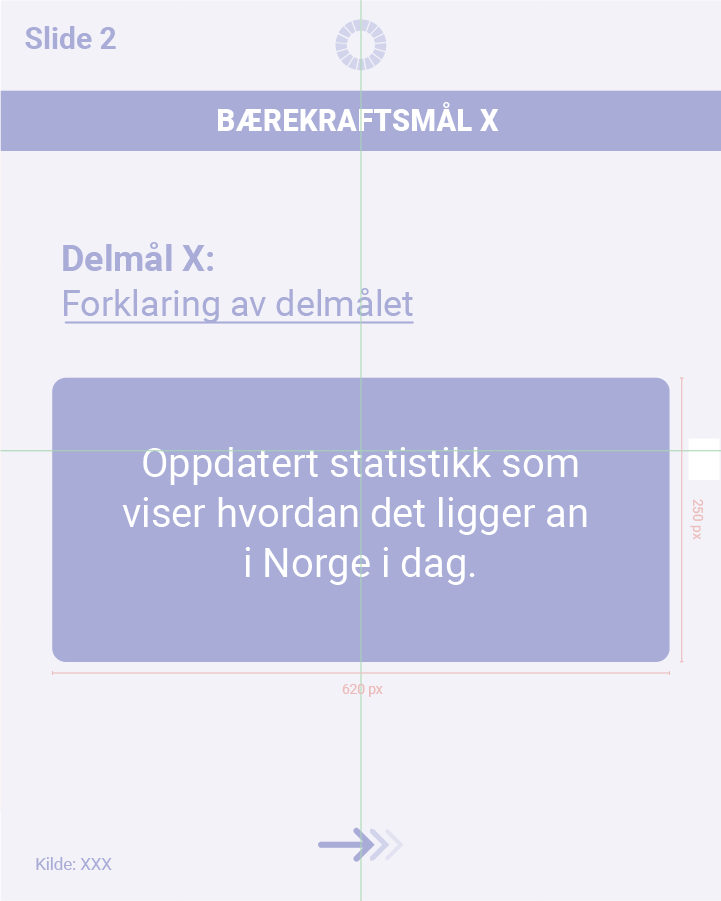 Slide 2
BÆREKRAFTSMÅL X
Delmål X:
Forklaring av delmålet
Oppdatert statistikk som
viser hvordan det ligger an
i Norge i dag.
250 px
620 px
Kilde: XXX